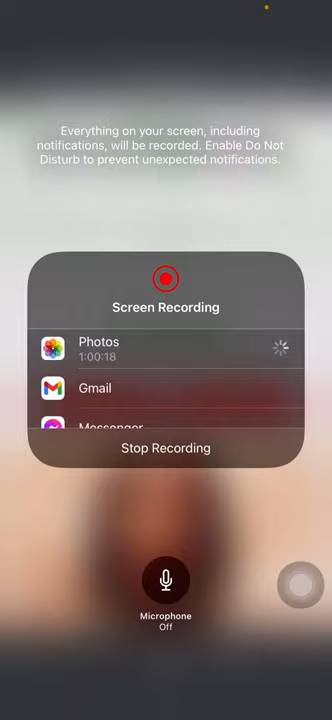 Everything on your screen, including
notifications, will be recorded. Enable Do Not
Disturb to prevent unexpected notifications.
Screen Recording
Photos
1:00:18
Gmail
Messenger
Stop Recording
Microphone
Off